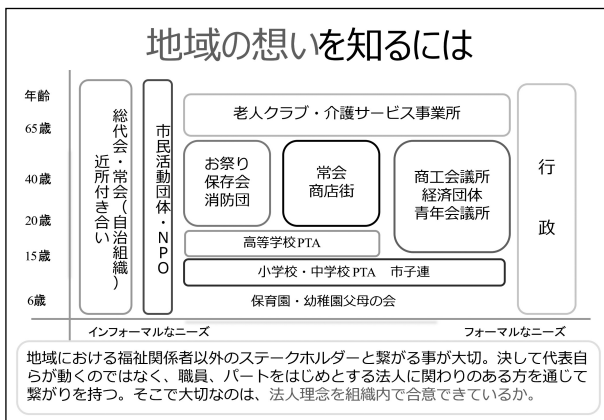 地域の想いを知るには
年齢
65歳
40歳
20歳
15歳
6歳
総代会・常会(自治組織)
近所付き合い
市民活動団体・NPO
老人クラブ・介護サービス事業所
お祭り
保存会
消防団
常会
商店街
商工会議所
経済団体
青年会議所
高等学校PTA
小学校・中学校PTA 市子連
保育園・幼稚園父母の会
行政
インフォーマルなニーズ
フォーマルなニーズ
地域における福祉関係者以外のステークホルダーと繋がる事が大切。決して代表自
らが動くのではなく、職員、パートをはじめとする法人に関わりのある方を通じて
繋がりを持つ。そこで大切なのは、法人理念を組織内で合意できているか。